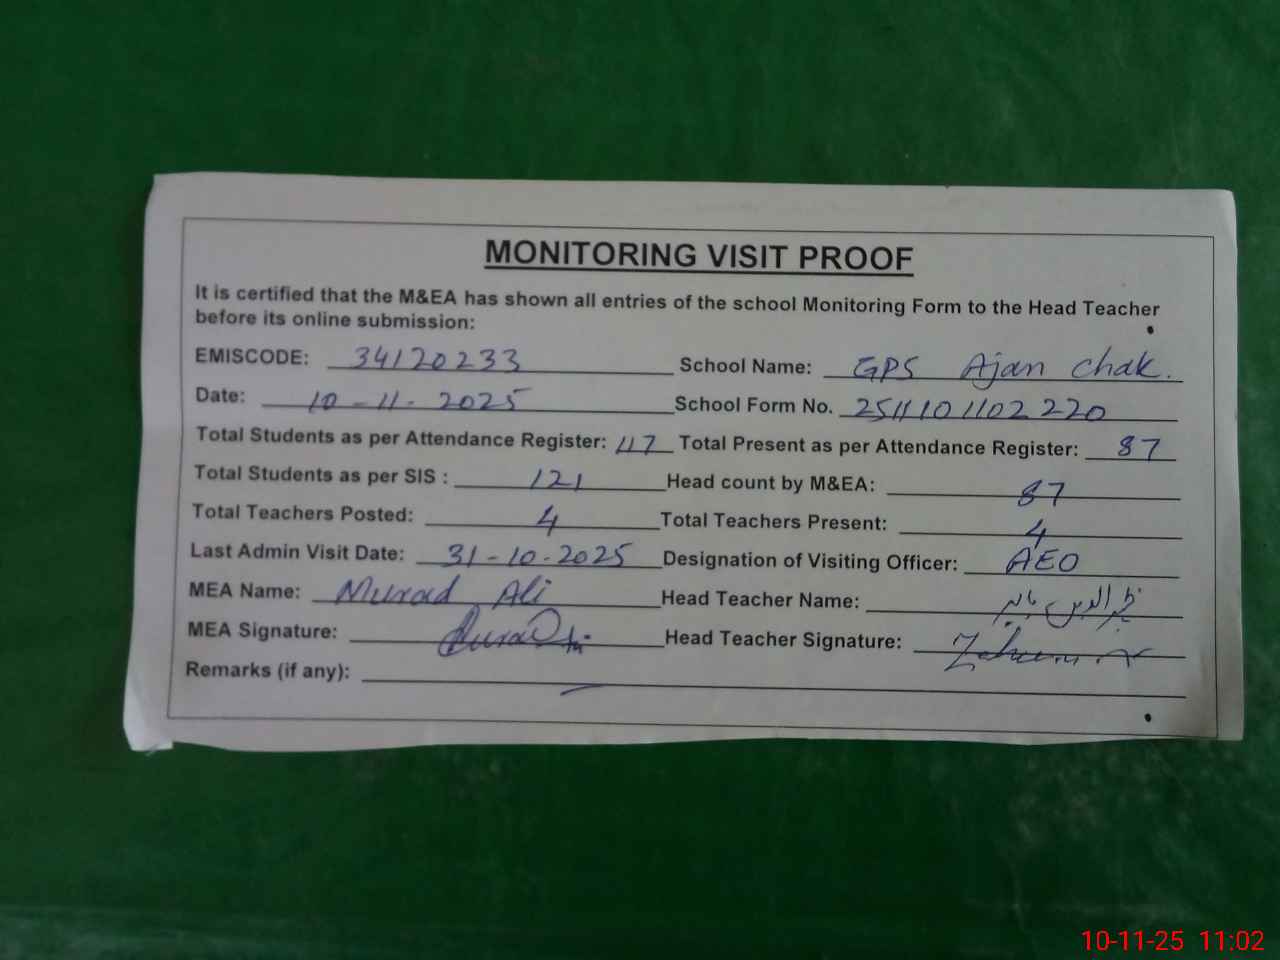 MONITORING VISIT PROOF
It is certified that the M&EA has shown all entries of the school Monitoring Form to the Head Teacher
before its online submission:
EMISCODE: 34120233 School Name: GPS Ajan Chak.
Date: 10-11-2025 School Form No. 2511101102220
Total Students as per Attendance Register: 117 Total Present as per Attendance Register: 87
Total Students as per SIS : 121 Head count by M&EA: 87
Total Teachers Posted: 4 Total Teachers Present: 4
Last Admin Visit Date: 31-10-2025 Designation of Visiting Officer: AEO
MEA Name: Murad Ali Head Teacher Name:
MEA Signature: Head Teacher Signature:
Remarks (if any):
10-11-25 11:02